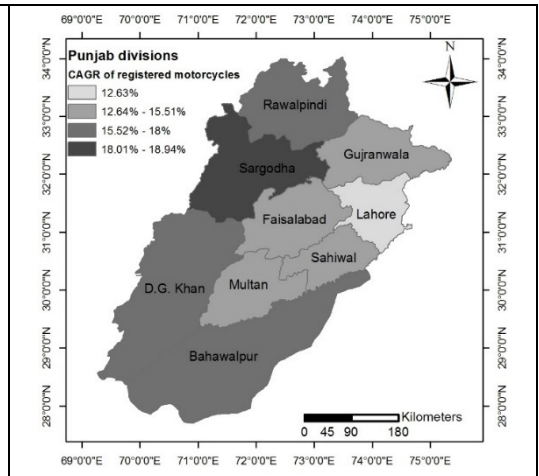 69°0'0"E 70°0'0"E 71°0'0"E 72°0'0"E 73°0'0"E 74°0'0"E 75°0'0"E
Punjab divisions
CAGR of registered motorcycles
12.63%
12.64% - 15.51%
15.52% - 18%
18.01% - 18.94%
N
34°0'0"N
33°0'0"N
32°0'0"N
31°0'0"N
30°0'0"N
29°0'0"N
28°0'0"N
Rawalpindi
Gujranwala
Sargodha
Lahore
Faisalabad
Sahiwal
Multan
D.G. Khan
Bahawalpur
34°0'0"N
33°0'0"N
32°0'0"N
31°0'0"N
30°0'0"N
29°0'0"N
28°0'0"N
Kilometers
0 45 90 180
69°0'0"E 70°0'0"E 71°0'0"E 72°0'0"E 73°0'0"E 74°0'0"E 75°0'0"E